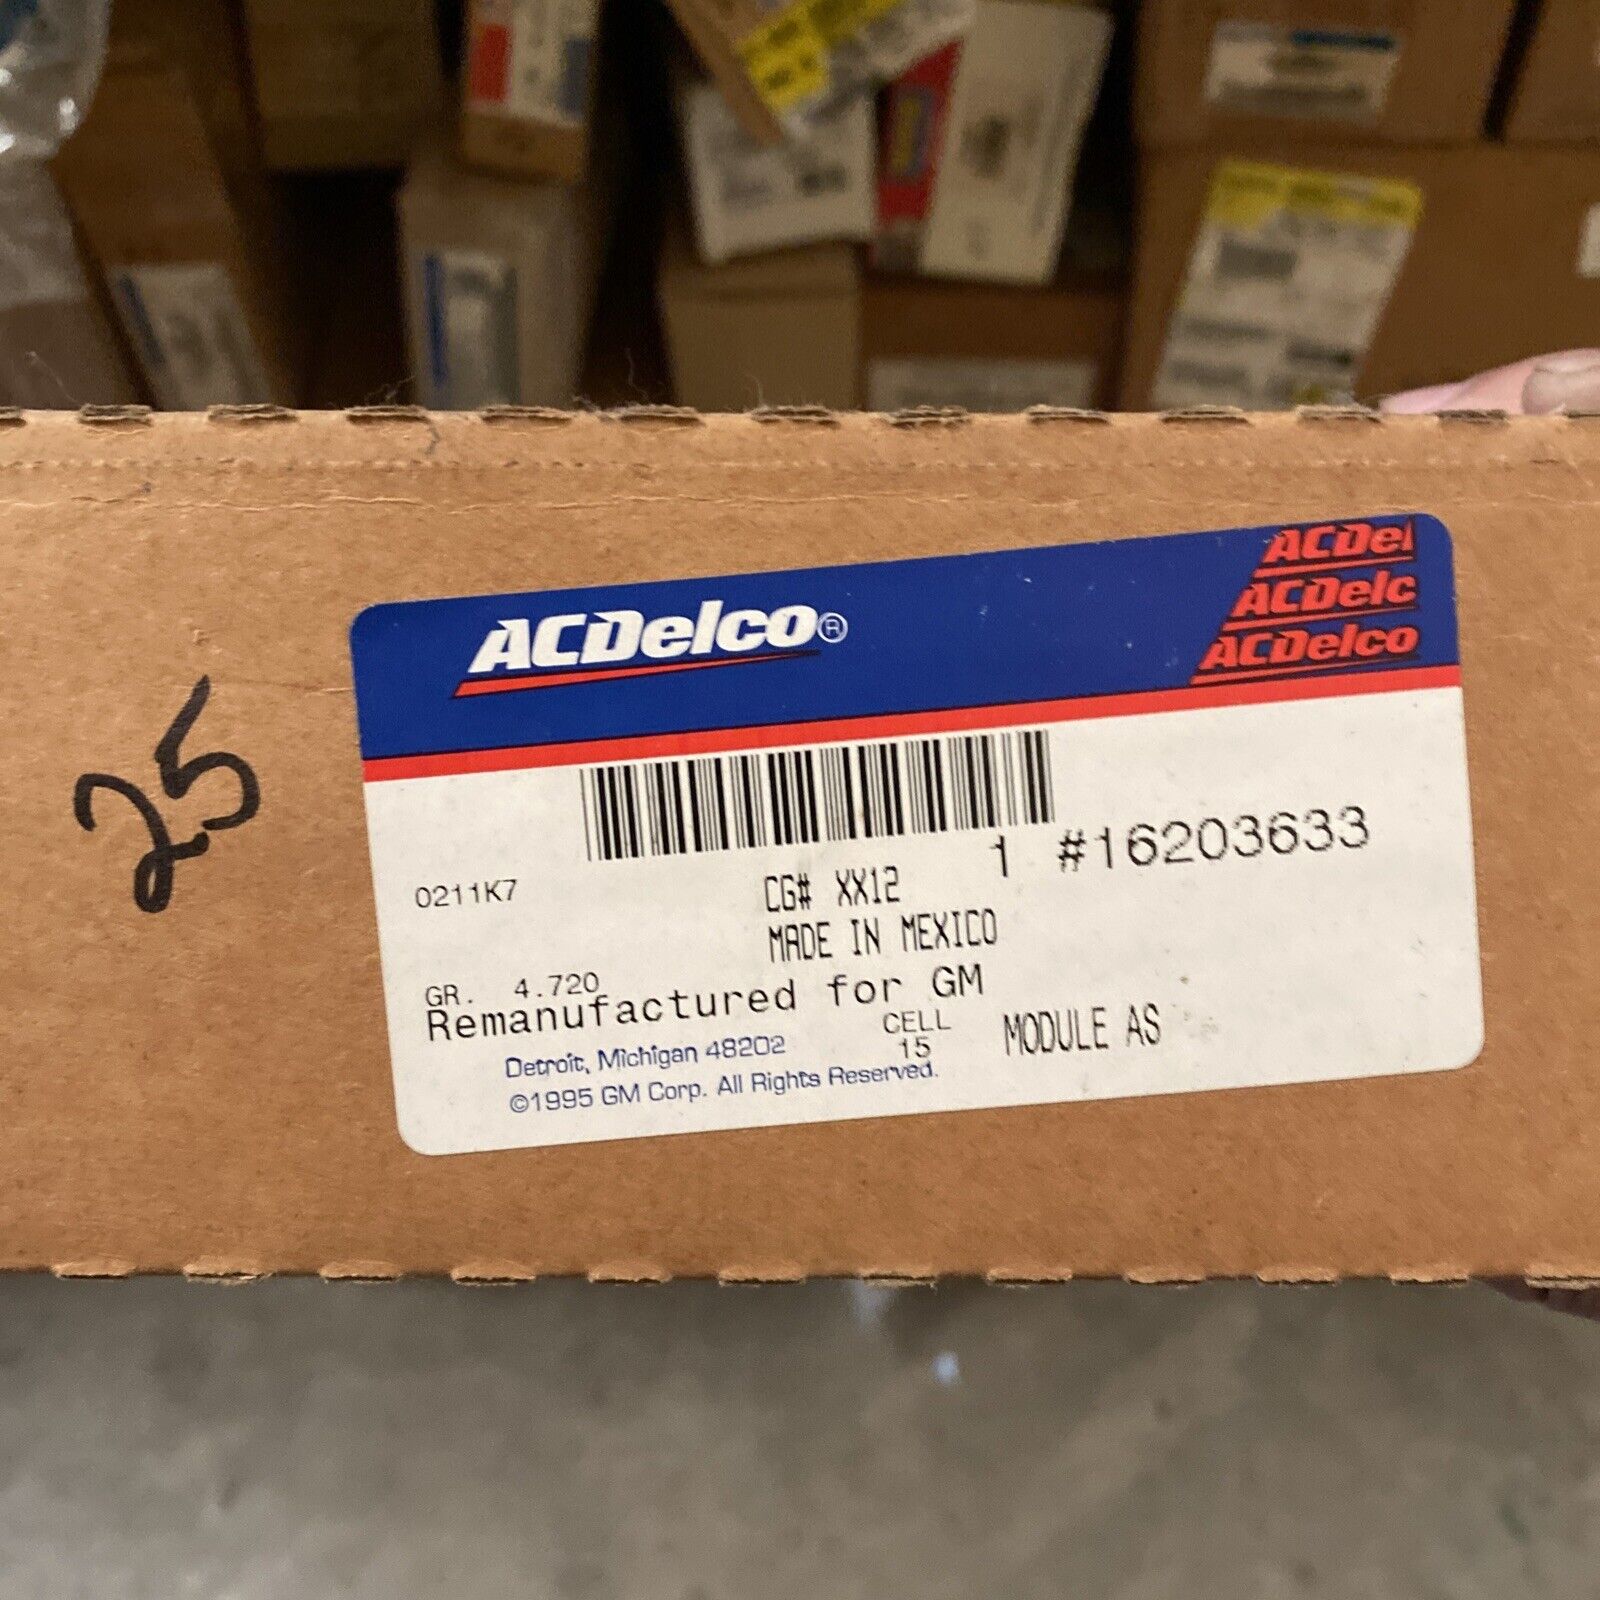 25
ACDelco®
ACDel
ACDelc
ACDelco
1 #16203633
0211K7
CG# XX12
MADE IN MEXICO
GR. 4.720
Remanufactured for GM
CELL
15
MODULE AS
Detroit, Michigan 48202
©1995 GM Corp. All Rights Reserved.